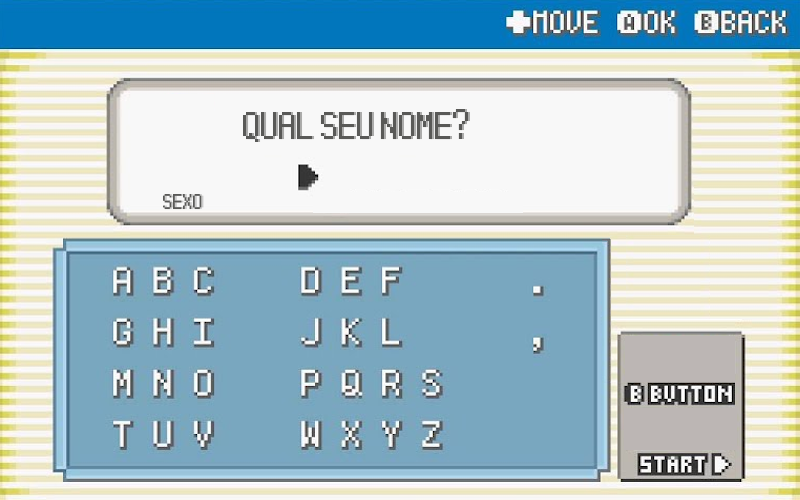 MOVE A OK B BACK
QUAL SEU NOME?
SEXO
A B C D E F .
G H I J K L ,
M N O P Q R S
T U V W X Y Z
B BUTTON
START